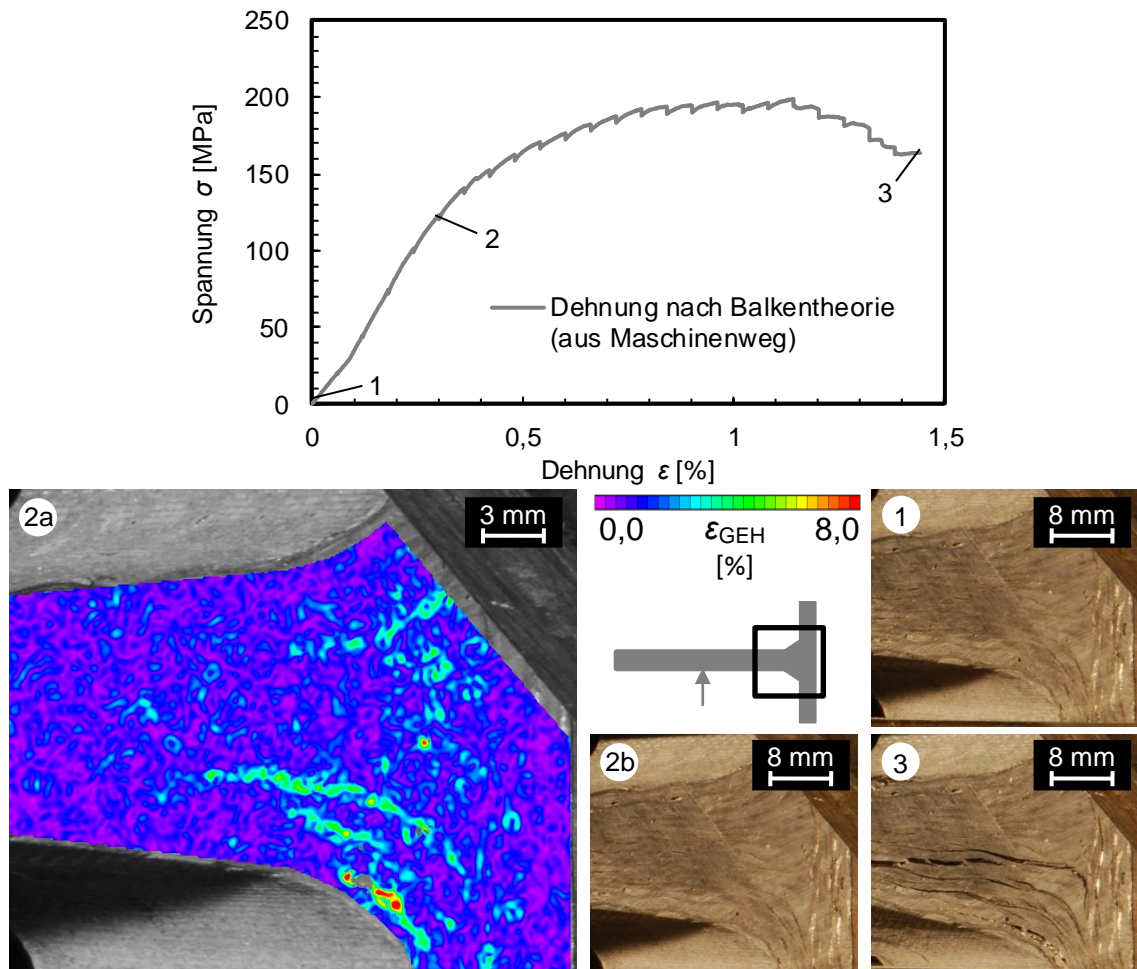 250
200
150
100
50
0
Spannung σ [MPa]
1
2
3
Dehnung nach Balkentheorie
(aus Maschinenweg)
0
0,5
1
1,5
Dehnung ε [%]
2a
3 mm
0,0
εGEH
8,0
[%]
1
8 mm
2b
8 mm
3
8 mm